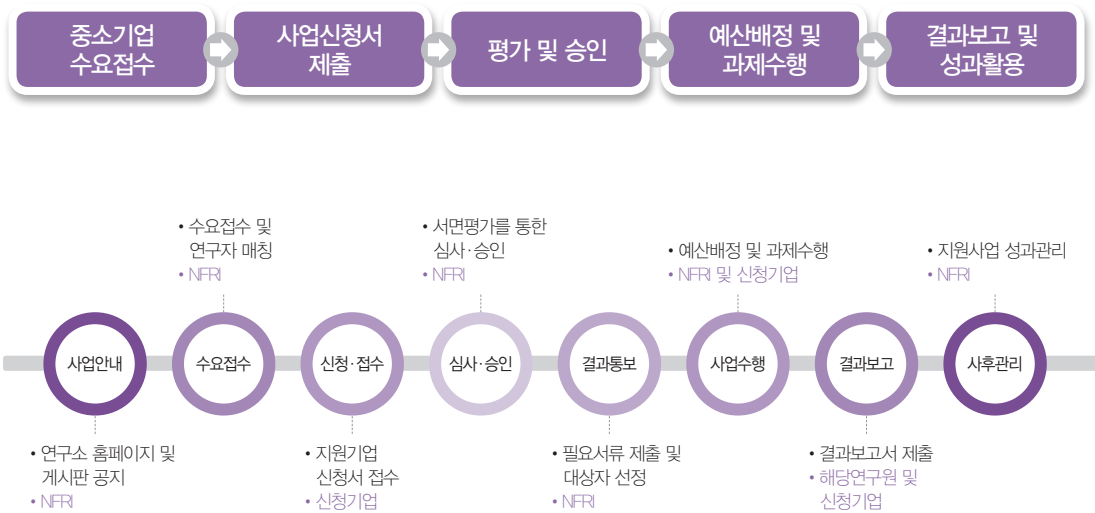 중소기업
수요접수
사업신청서
제출
평가 및 승인
예산배정 및
과제수행
결과보고 및
성과활용
• 수요접수 및
연구자 매칭
• NFRI
• 서면평가를 통한
심사·승인
• NFRI
• 예산배정 및 과제수행
• NFRI 및 신청기업
• 지원사업 성과관리
• NFRI
사업안내
수요접수
신청·접수
심사·승인
결과통보
사업수행
결과보고
사후관리
• 연구소 홈페이지 및
게시판 공지
• NFRI
• 지원기업
신청서 접수
• 신청기업
• 필요서류 제출 및
대상자 선정
• NFRI
• 결과보고서 제출
• 해당연구원 및
신청기업